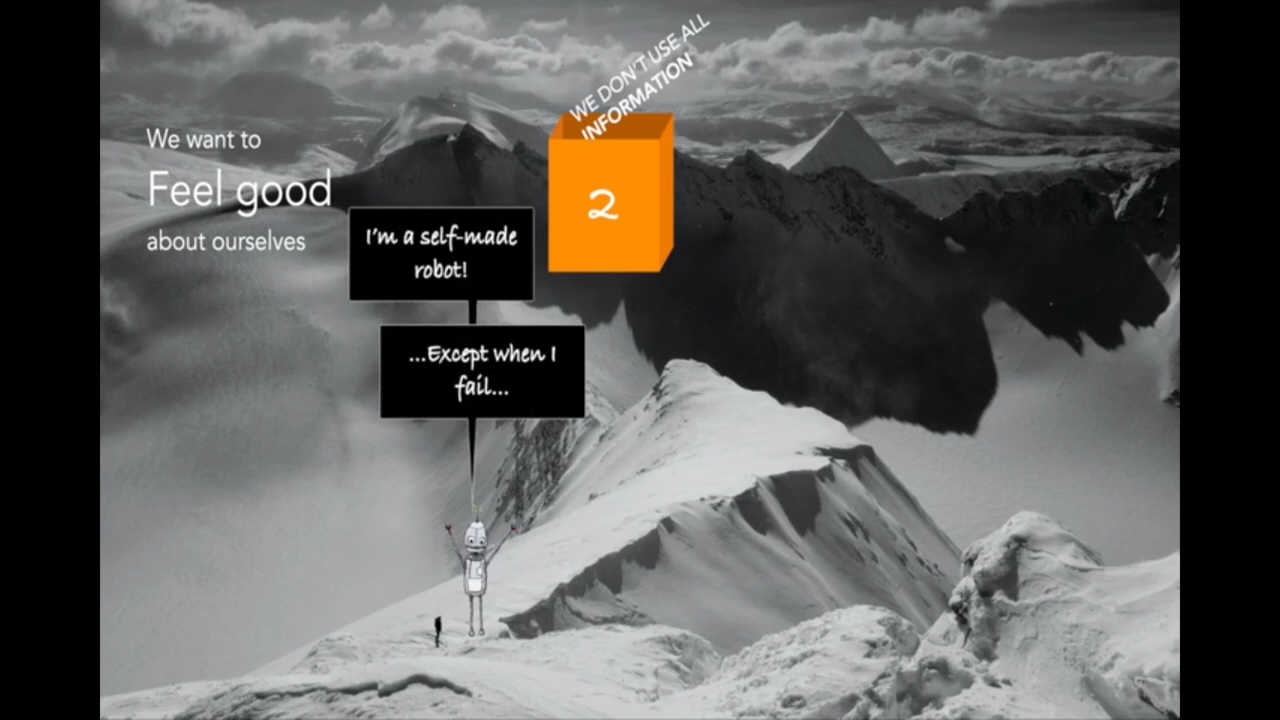 WE DON'T USE ALL
INFORMATION
We want to
Feel good
about ourselves
2
I'm a self-made
robot!
...Except when I
fail...